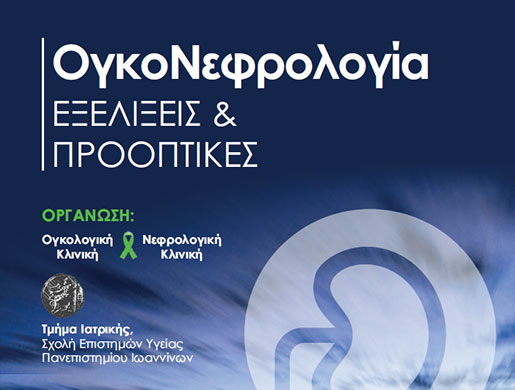 ΟγκοΝεφρολογία
ΕΞΕΛΙΞΕΙΣ &
ΠΡΟΟΠΤΙΚΕΣ
ΟΡΓΑΝΩΣΗ:
Ογκολογική Κλινική
Νεφρολογική Κλινική
Τμήμα Ιατρικής,
Σχολή Επιστημών Υγείας
Πανεπιστημίου Ιωαννίνων